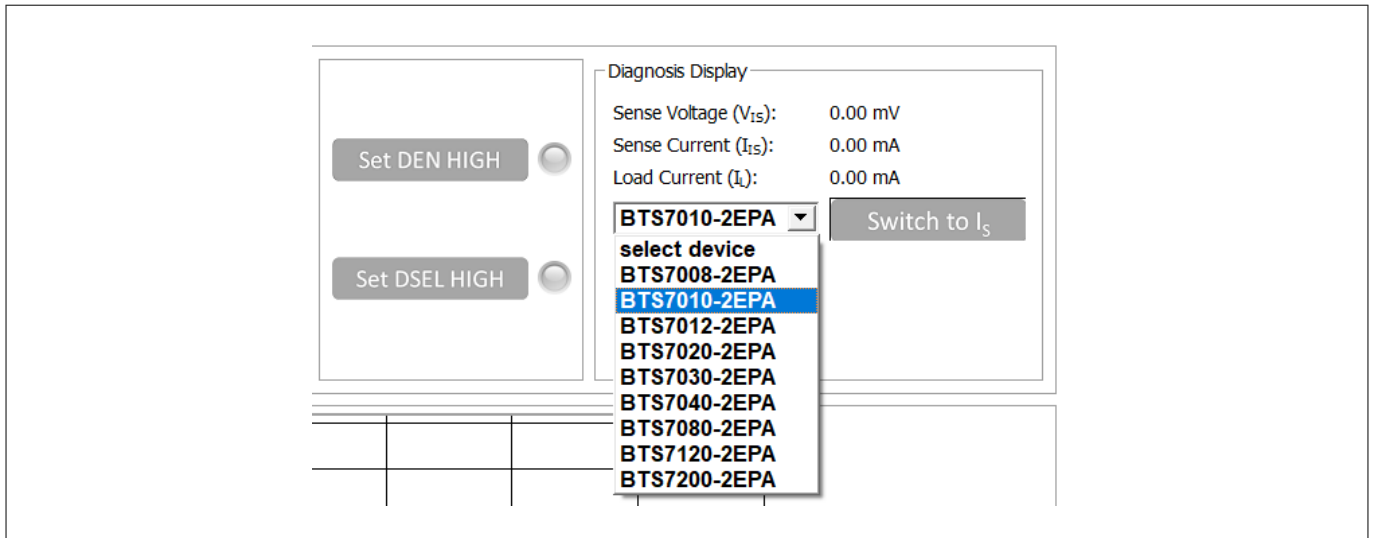 Diagnosis Display
Sense Voltage (VIS): 0.00 mV
Sense Current (IIS): 0.00 mA
Load Current (IL): 0.00 mA
Set DEN HIGH
BTS7010-2EPA Switch to IS
select device
BTS7008-2EPA
Set DSEL HIGH
BTS7010-2EPA
BTS7012-2EPA
BTS7020-2EPA
BTS7030-2EPA
BTS7040-2EPA
BTS7080-2EPA
BTS7120-2EPA
BTS7200-2EPA